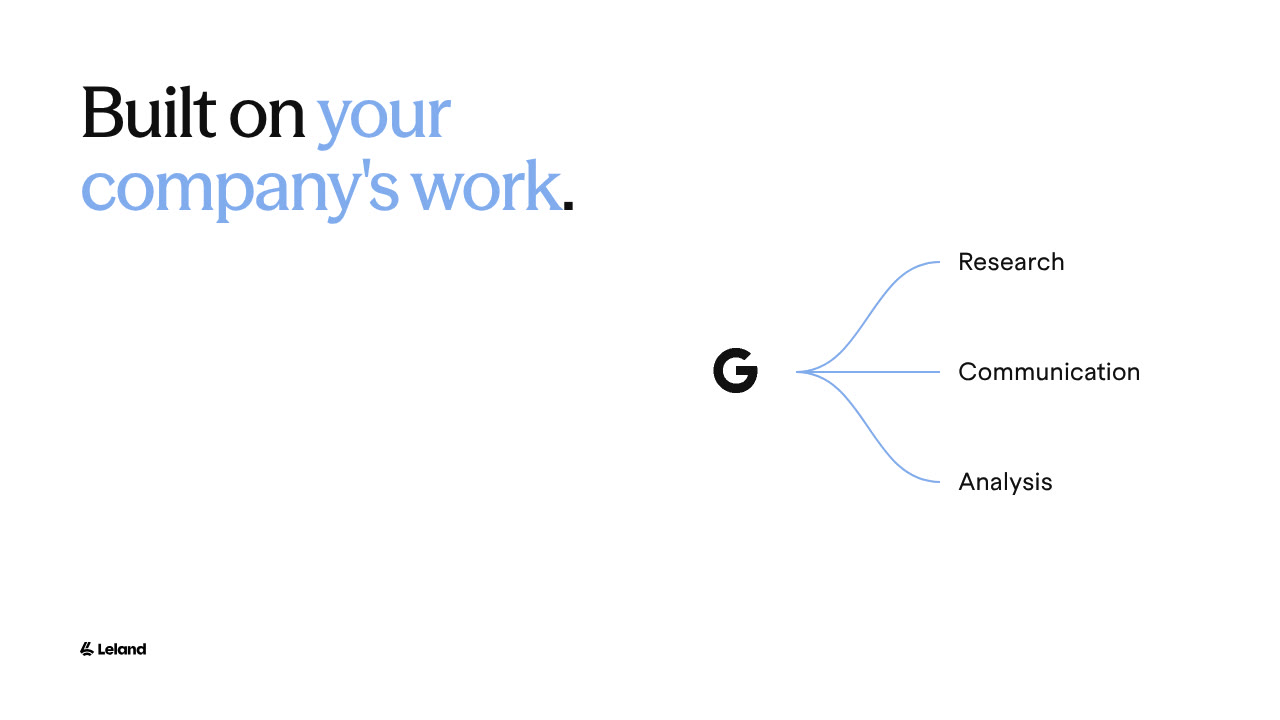 Built on your
company's work.
Research
G
Communication
Analysis
Leland